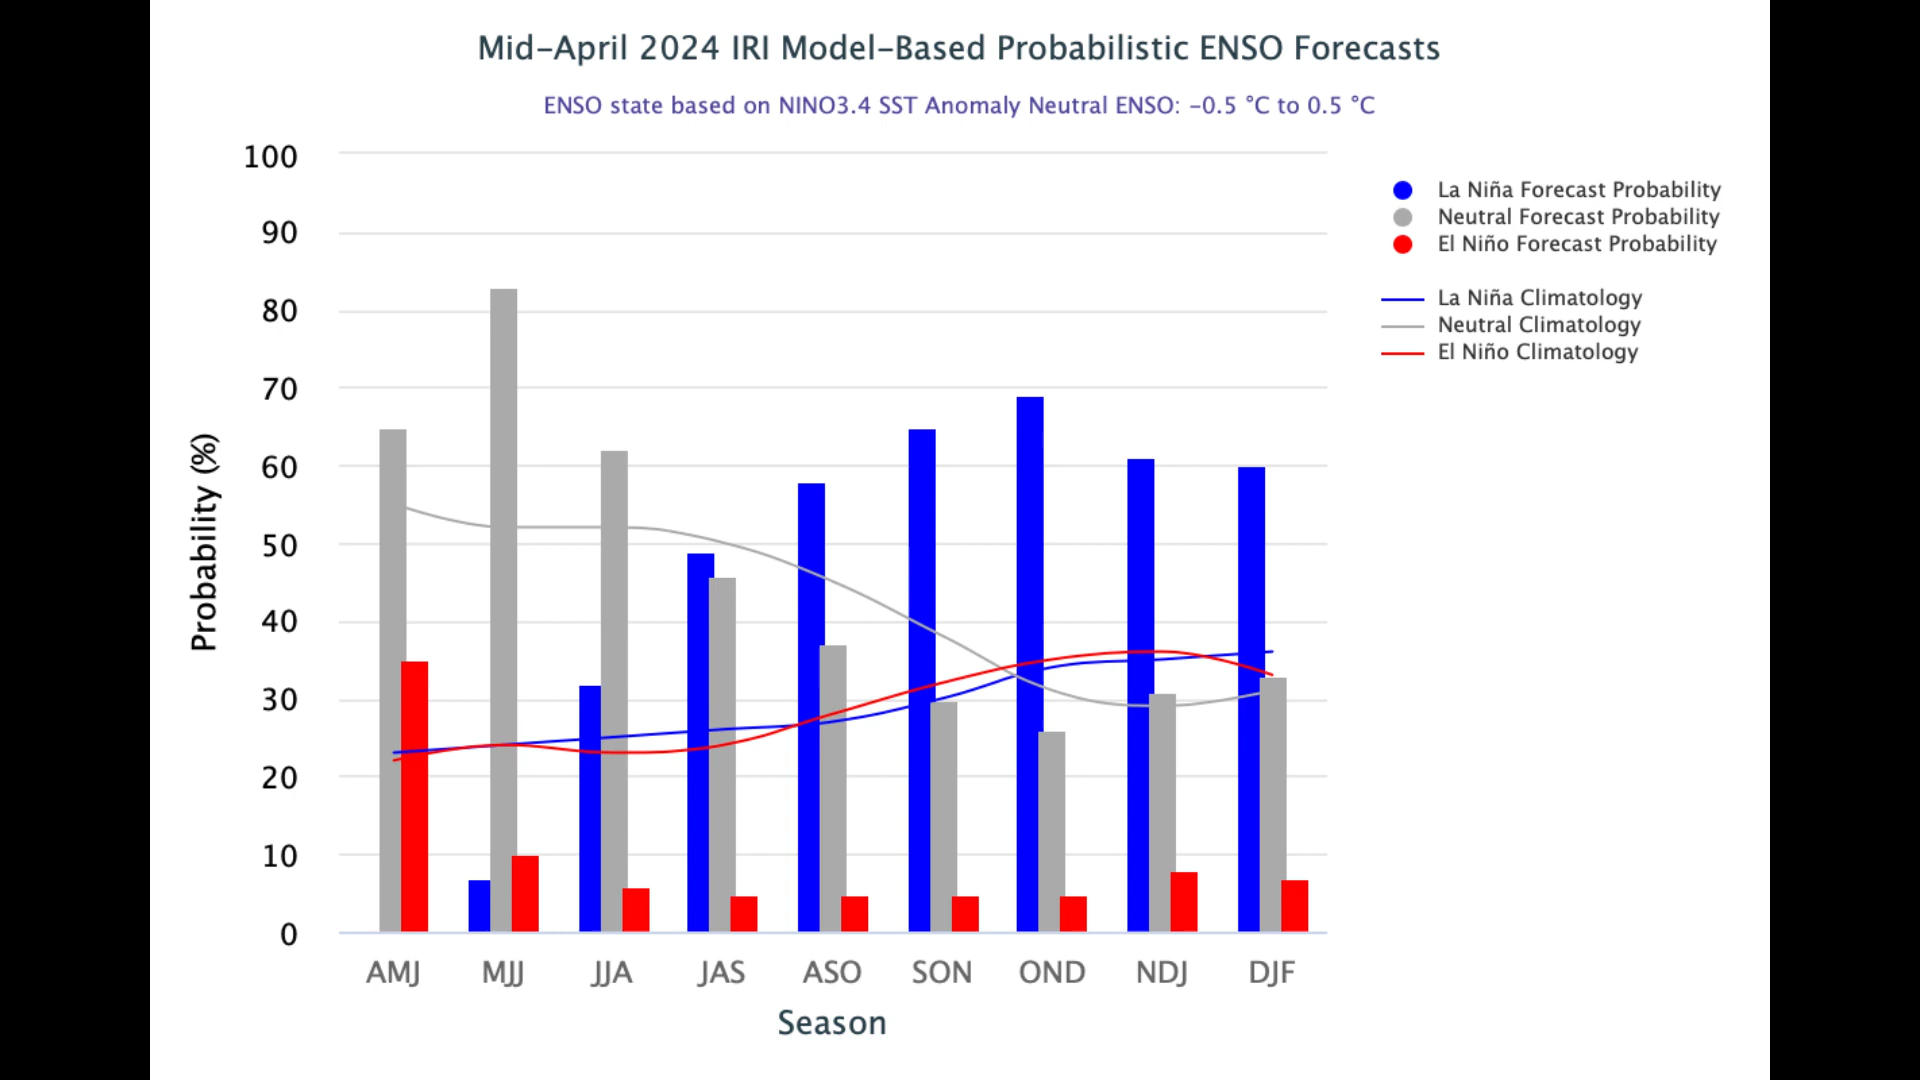 Mid-April 2024 IRI Model-Based Probabilistic ENSO Forecasts
ENSO state based on NINO3.4 SST Anomaly Neutral ENSO: -0.5 °C to 0.5 °C
100
90
80
70
60
50
40
30
20
10
0
Probability (%)
La Niña Forecast Probability
Neutral Forecast Probability
El Niño Forecast Probability
La Niña Climatology
Neutral Climatology
El Niño Climatology
AMJ MJJ JJA JAS ASO SON OND NDJ DJF
Season